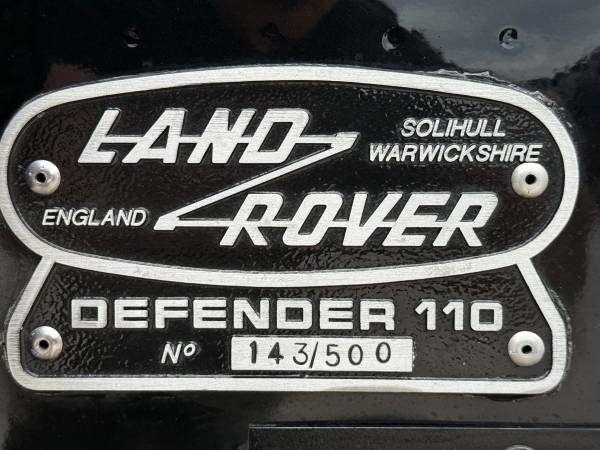 LAND
SOLIHULL
WARWICKSHIRE
ENGLAND
ROVER
DEFENDER 110
Nº 143/500